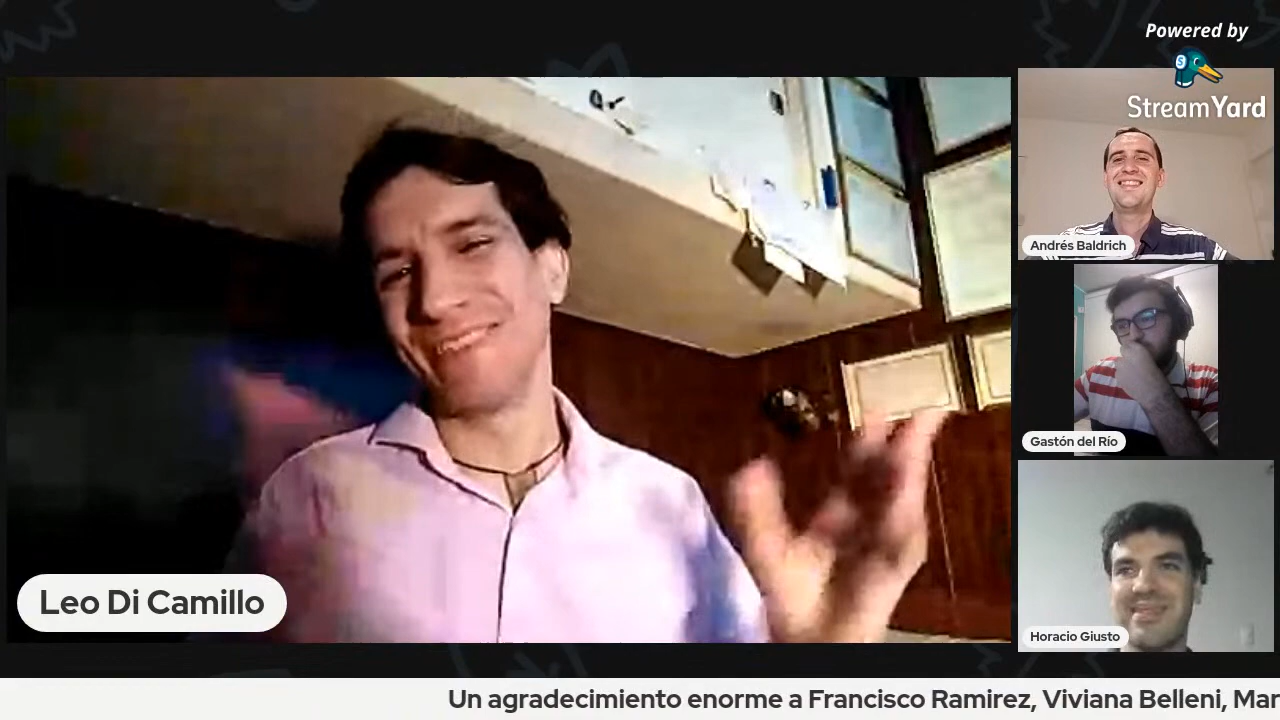 Powered by
StreamYard
Andrés Baldrich
Gastón del Río
Horacio Giusto
Leo Di Camillo
Un agradecimiento enorme a Francisco Ramirez, Viviana Belleni, Mar